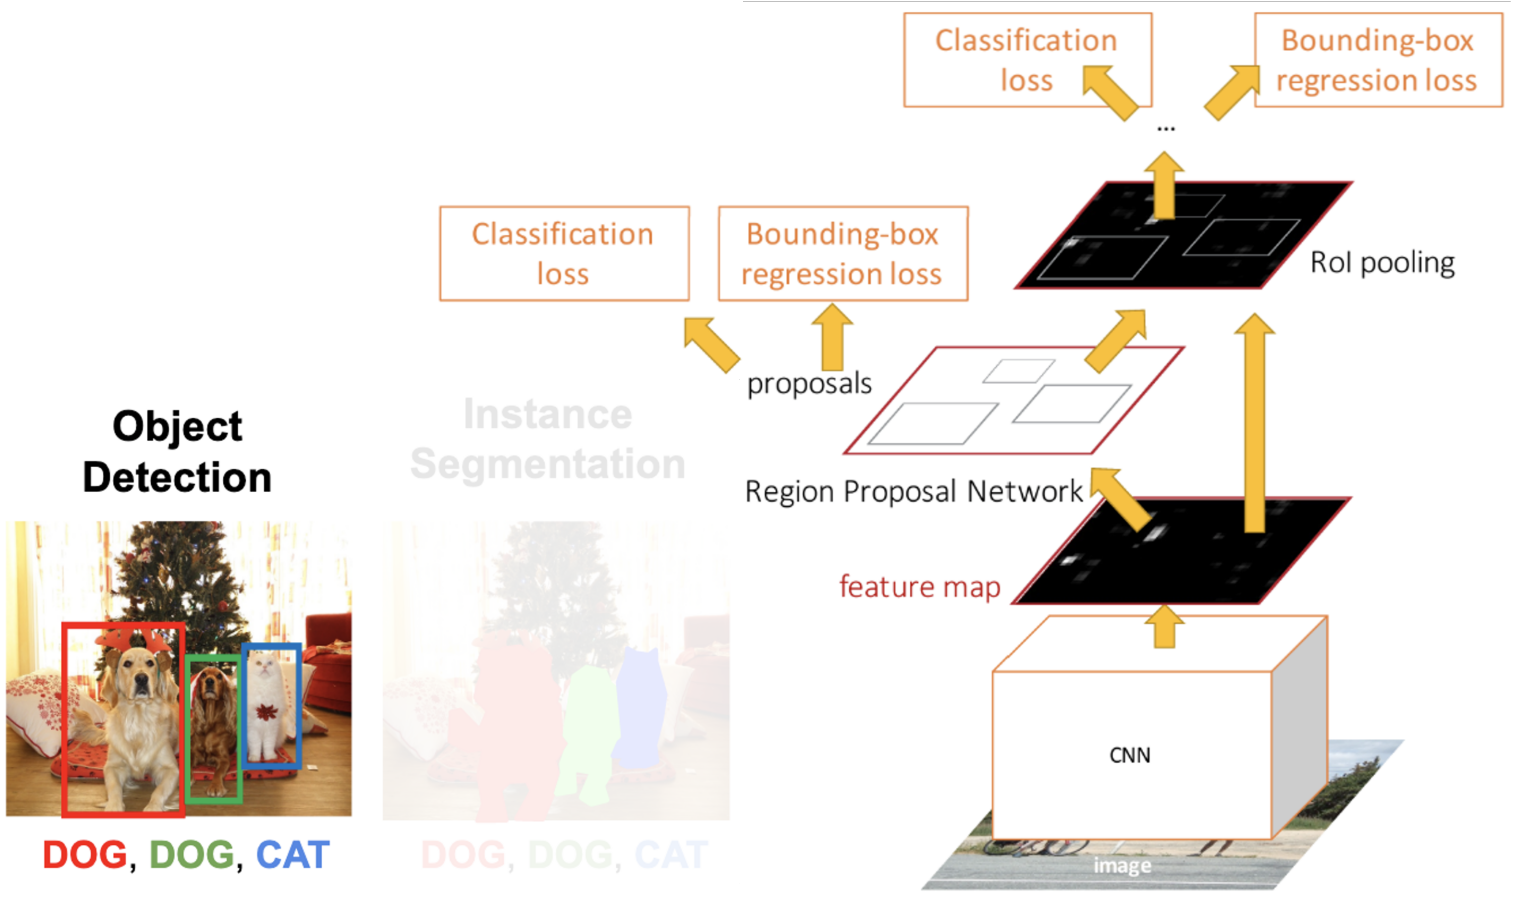 Classification
loss
Bounding-box
regression loss
...
Classification
loss
Bounding-box
regression loss
RoI pooling
proposals
Object
Detection
Instance
Segmentation
Region Proposal Network
feature map
CNN
image
DOG, DOG, CAT
DOG, DOG, CAT